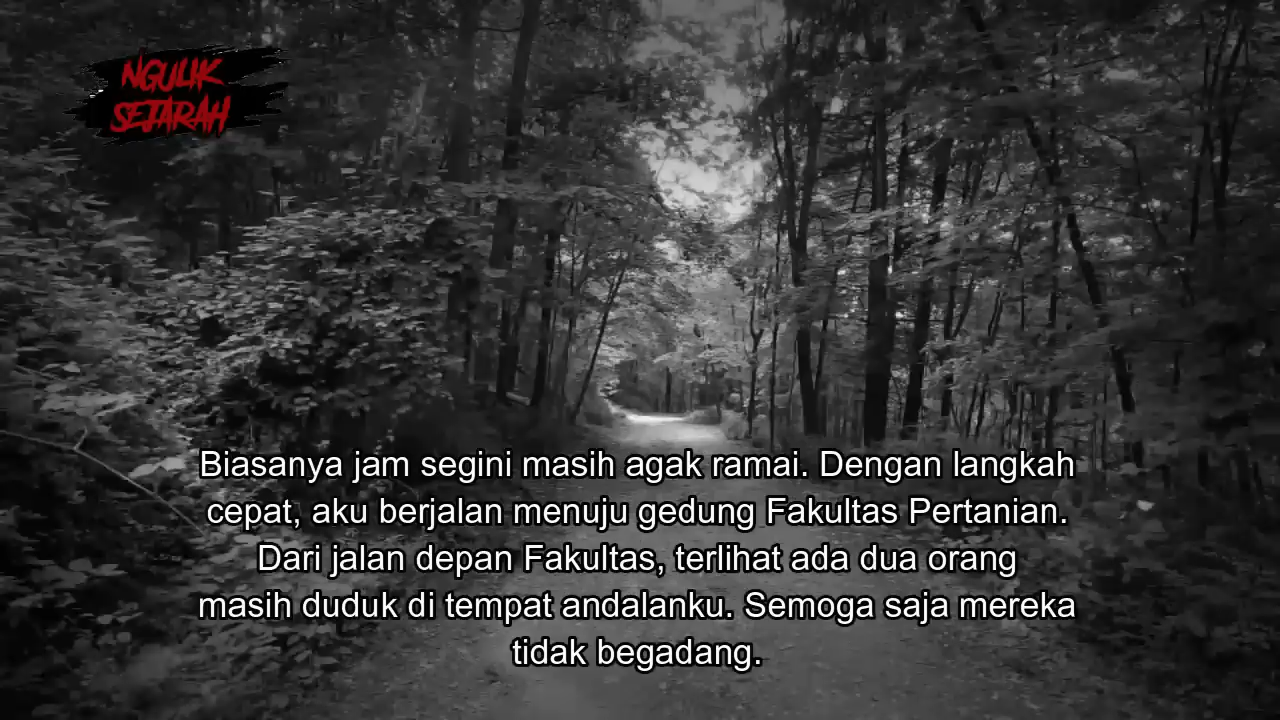 NGULIK
SEJARAH
Biasanya jam segini masih agak ramai. Dengan langkah
cepat, aku berjalan menuju gedung Fakultas Pertanian.
Dari jalan depan Fakultas, terlihat ada dua orang
masih duduk di tempat andalanku. Semoga saja mereka
tidak begadang.